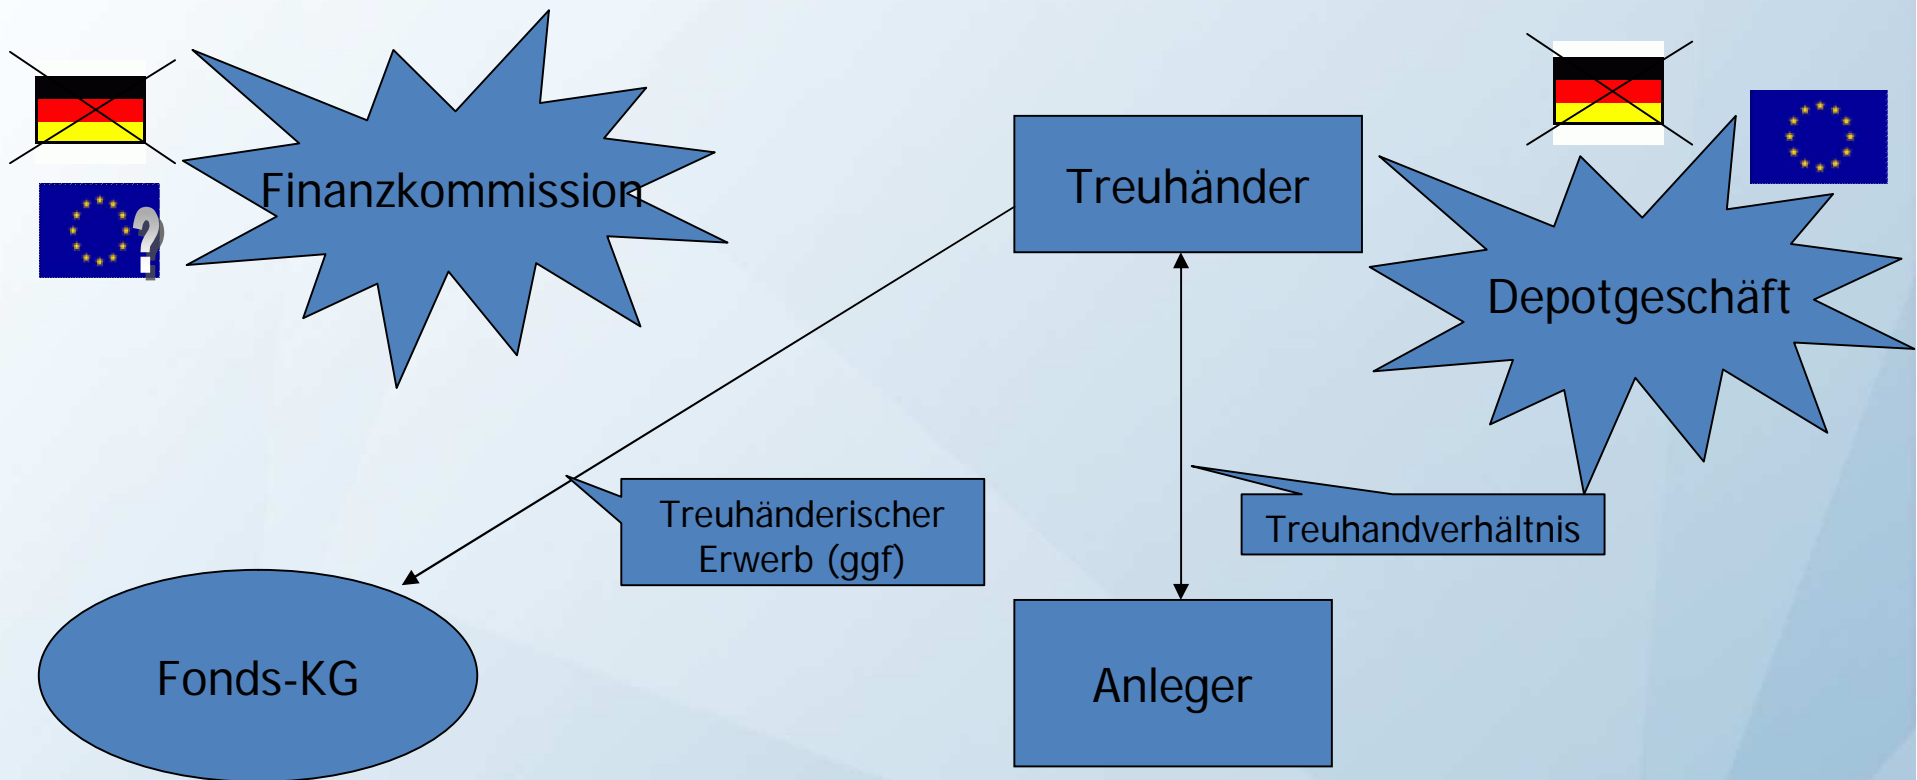 Finanzkommission
?
Treuhänder
Depotgeschäft
Treuhänderischer
Erwerb (ggf)
Treuhandverhältnis
Fonds-KG
Anleger